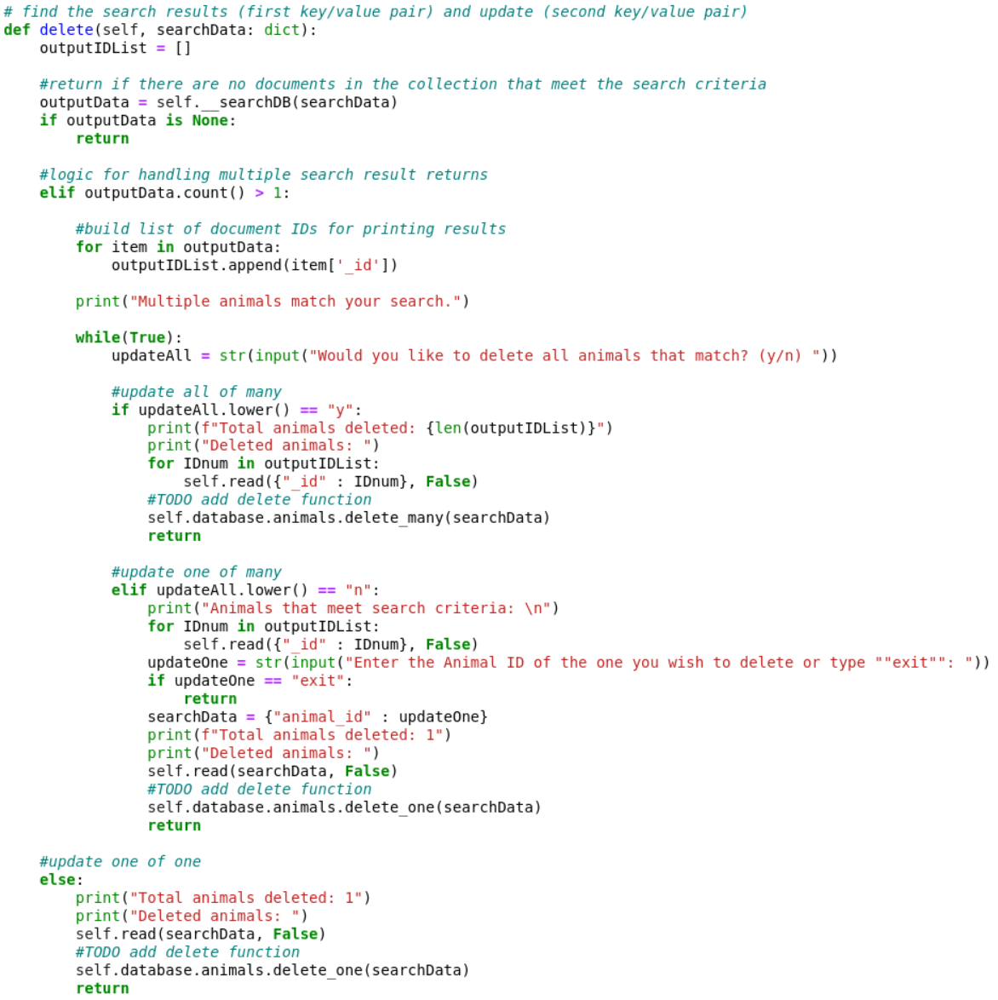 # find the search results (first key/value pair) and update (second key/value pair)
def delete(self, searchData: dict):
    outputIDList = []

    #return if there are no documents in the collection that meet the search criteria
    outputData = self.__searchDB(searchData)
    if outputData is None:
        return

    #logic for handling multiple search result returns
    elif outputData.count() > 1:

        #build list of document IDs for printing results
        for item in outputData:
            outputIDList.append(item['_id'])

        print("Multiple animals match your search.")

        while(True):
            updateAll = str(input("Would you like to delete all animals that match? (y/n) "))

            #update all of many
            if updateAll.lower() == "y":
                print(f"Total animals deleted: {len(outputIDList)}")
                print("Deleted animals: ")
                for IDnum in outputIDList:
                    self.read({"_id" : IDnum}, False)
                #TODO add delete function
                self.database.animals.delete_many(searchData)
                return

            #update one of many
            elif updateAll.lower() == "n":
                print("Animals that meet search criteria: \n")
                for IDnum in outputIDList:
                    self.read({"_id" : IDnum}, False)
                updateOne = str(input("Enter the Animal ID of the one you wish to delete or type ""exit"": "))
                if updateOne == "exit":
                    return
                searchData = {"animal_id" : updateOne}
                print(f"Total animals deleted: 1")
                print("Deleted animals: ")
                self.read(searchData, False)
                #TODO add delete function
                self.database.animals.delete_one(searchData)
                return

    #update one of one
    else:
        print("Total animals deleted: 1")
        print("Deleted animals: ")
        self.read(searchData, False)
        #TODO add delete function
        self.database.animals.delete_one(searchData)
        return